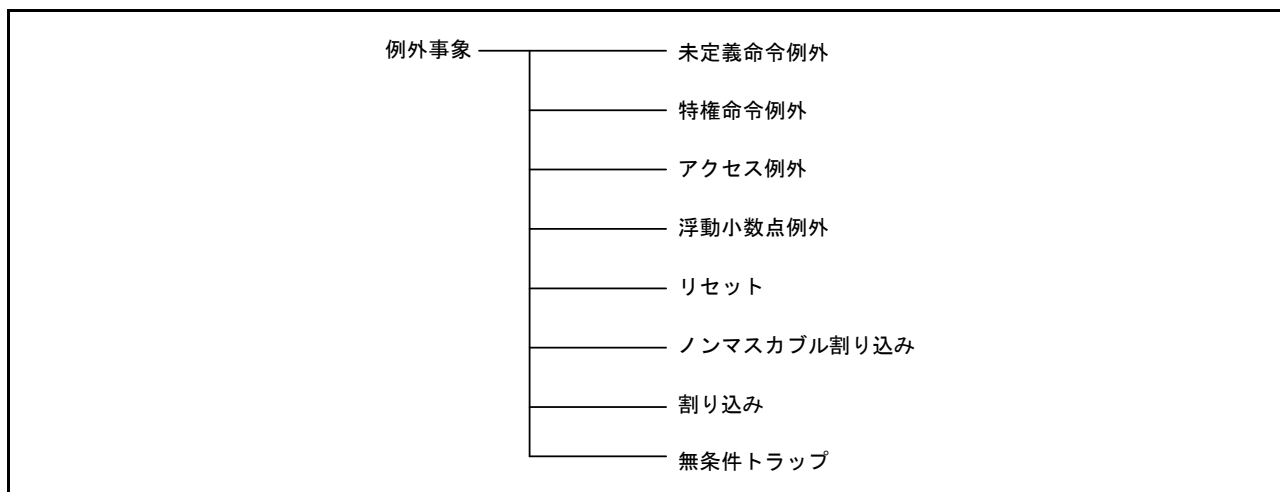 例外事象
未定義命令例外
特権命令例外
アクセス例外
浮動小数点例外
リセット
ノンマスカブル割り込み
割り込み
無条件トラップ